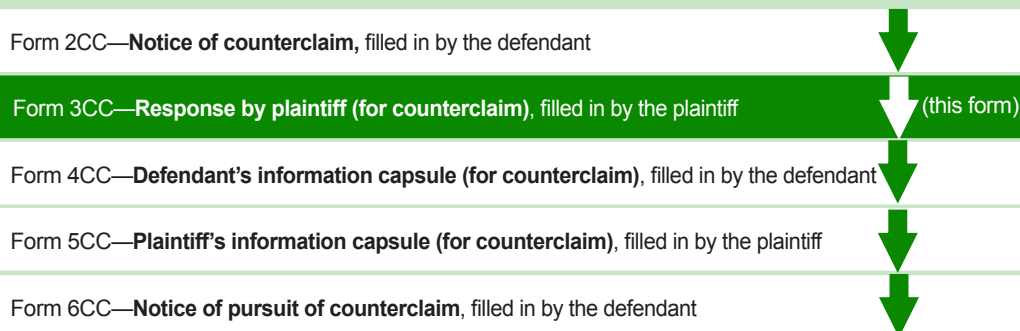 Form 2CC—Notice of counterclaim, filled in by the defendant
Form 3CC—Response by plaintiff (for counterclaim), filled in by the plaintiff (this form)
Form 4CC—Defendant’s information capsule (for counterclaim), filled in by the defendant
Form 5CC—Plaintiff’s information capsule (for counterclaim), filled in by the plaintiff
Form 6CC—Notice of pursuit of counterclaim, filled in by the defendant